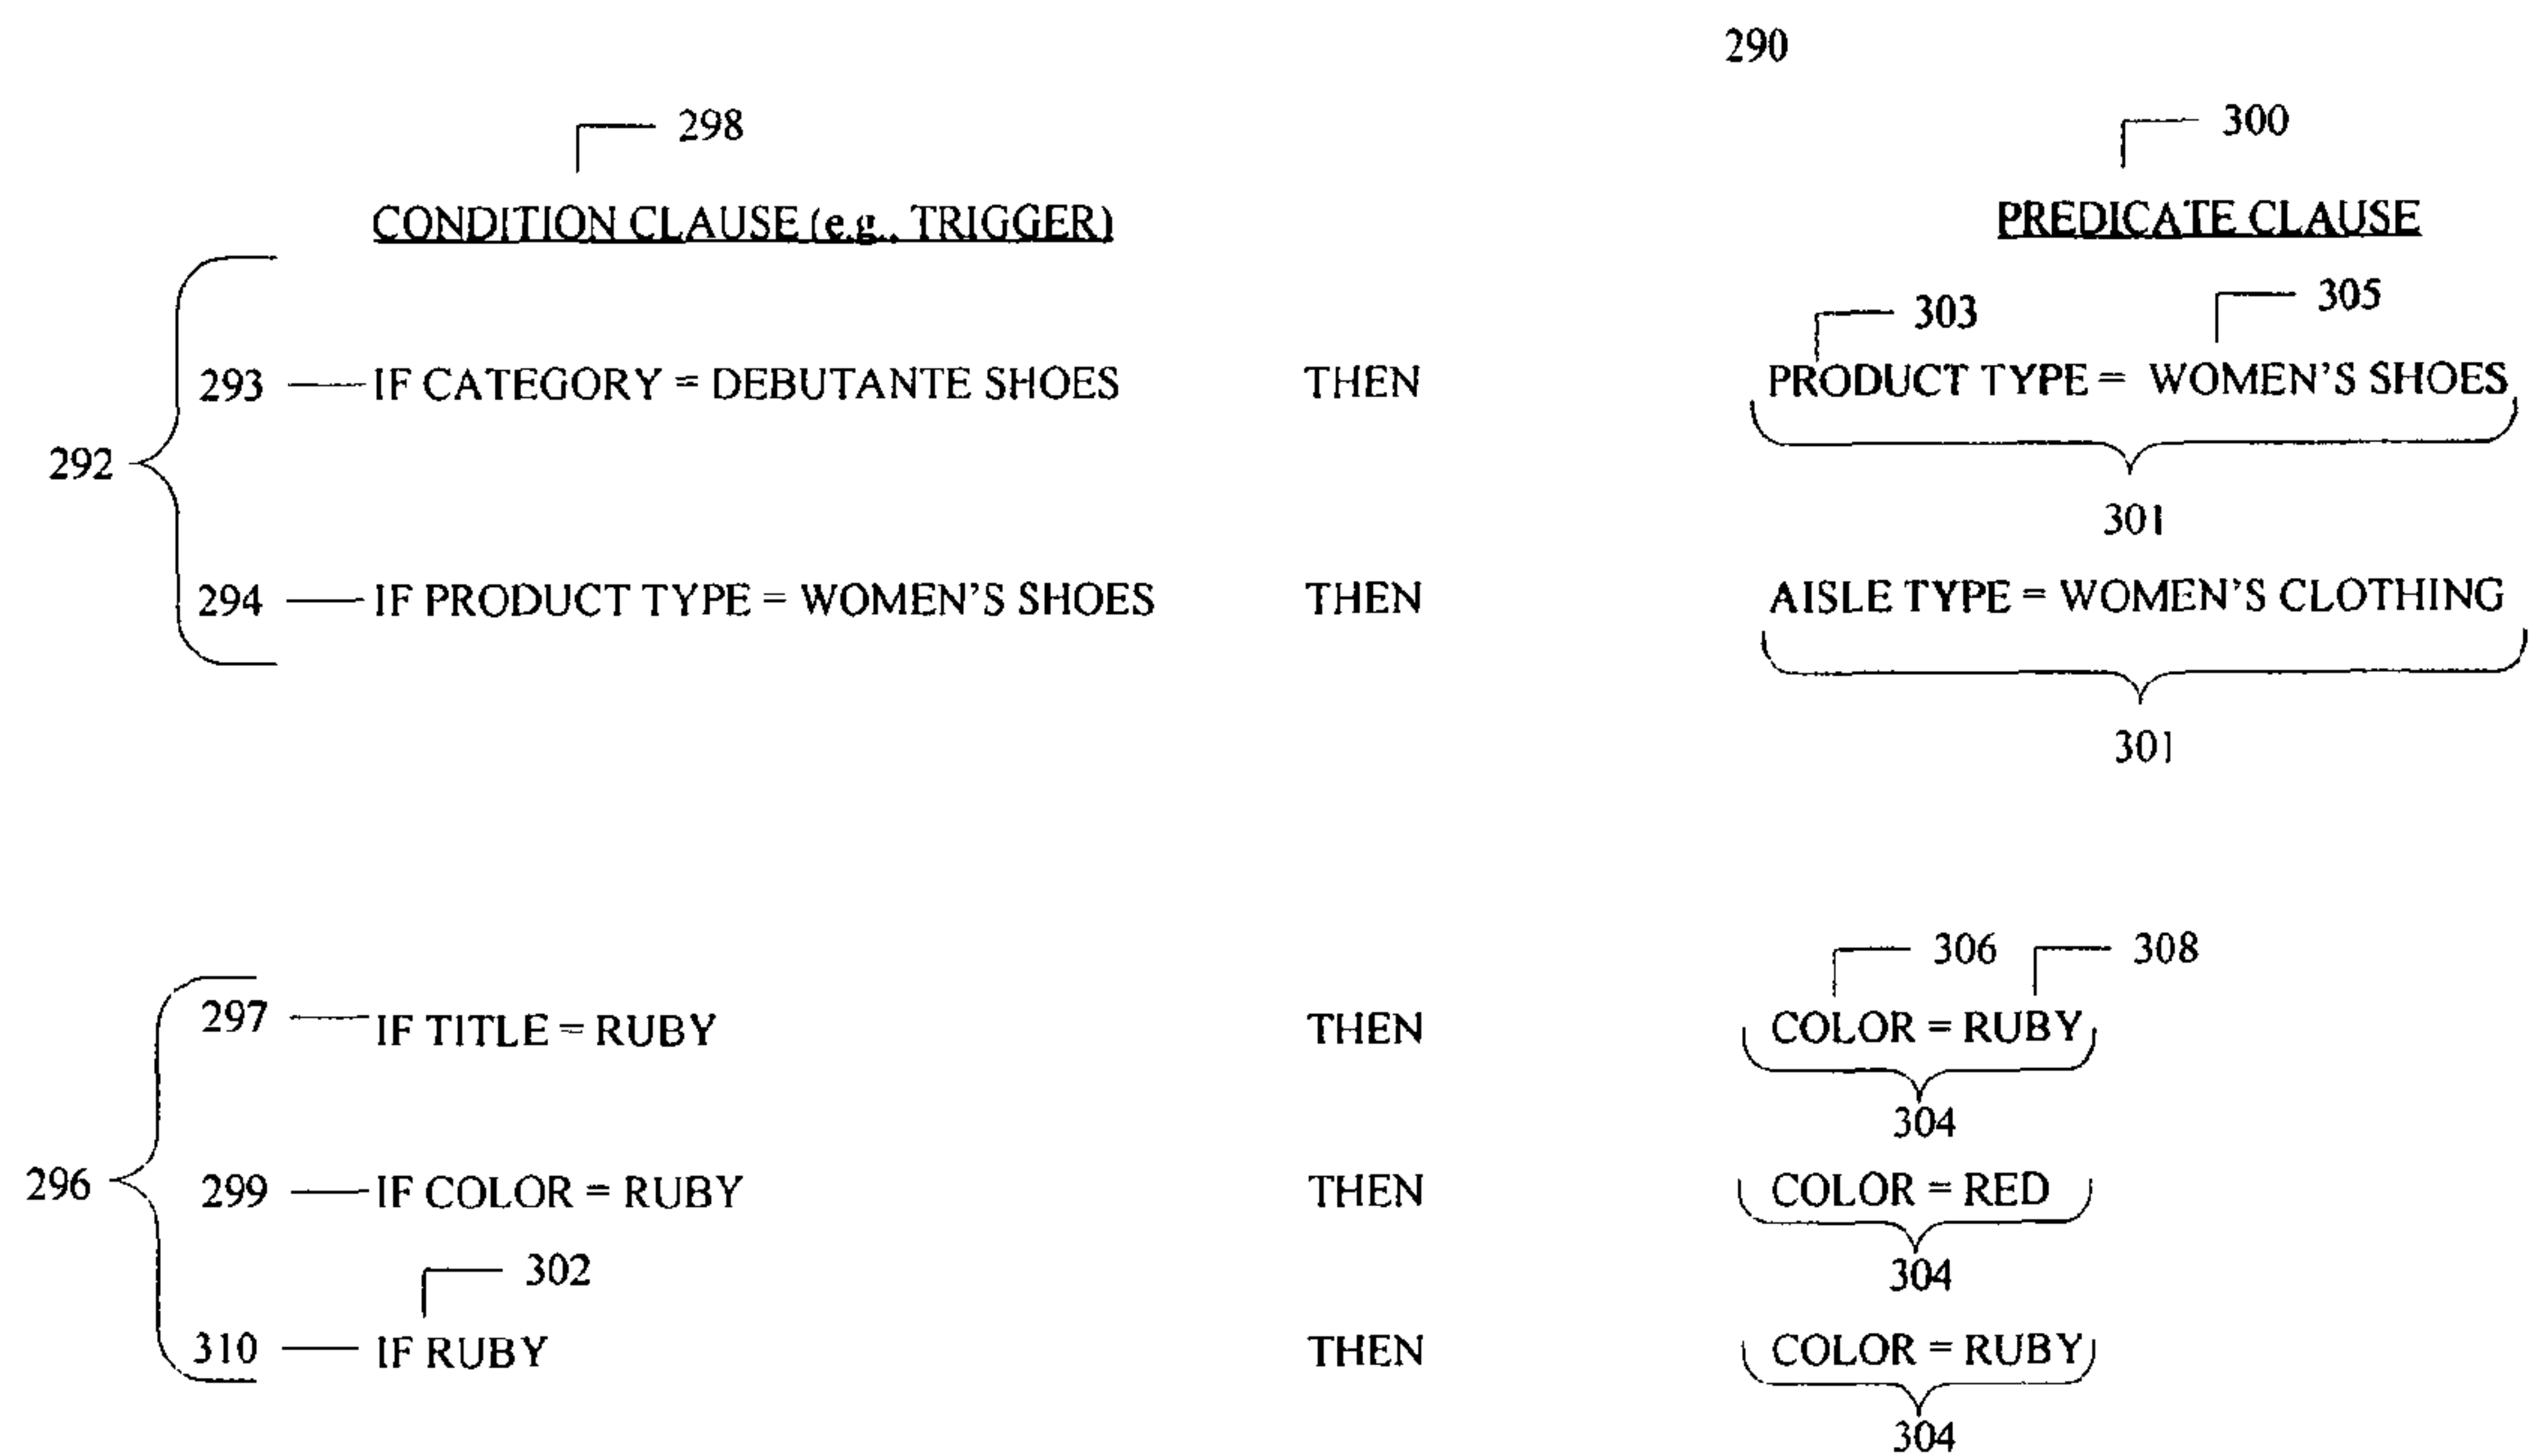 290
298 300
CONDITION CLAUSE (e.g., TRIGGER) PREDICATE CLAUSE
303 305
293 IF CATEGORY = DEBUTANTE SHOES THEN PRODUCT TYPE = WOMEN'S SHOES
292
301
294 IF PRODUCT TYPE = WOMEN'S SHOES THEN AISLE TYPE = WOMEN'S CLOTHING
301
306 308
297 IF TITLE = RUBY THEN COLOR = RUBY
304
296 299 IF COLOR = RUBY THEN COLOR = RED
302 304
310 IF RUBY THEN COLOR = RUBY
304